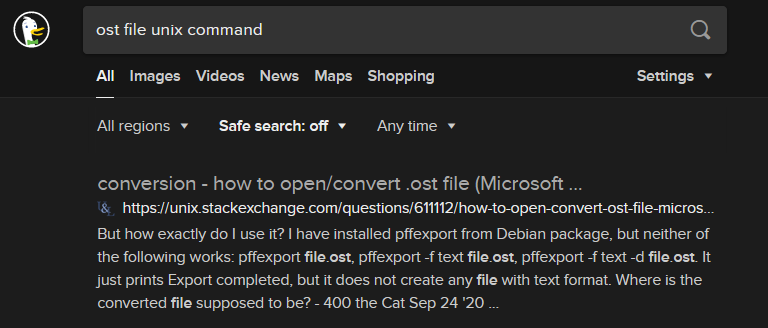 ost file unix command
All Images Videos News Maps Shopping Settings
All regions Safe search: off Any time
conversion - how to open/convert .ost file (Microsoft ...
https://unix.stackexchange.com/questions/611112/how-to-open-convert-ost-file-micros...
But how exactly do I use it? I have installed pffexport from Debian package, but neither of
the following works: pffexport file.ost, pffexport -f text file.ost, pffexport -f text -d file.ost. It
just prints Export completed, but it does not create any file with text format. Where is the
converted file supposed to be? - 400 the Cat Sep 24 '20 ...